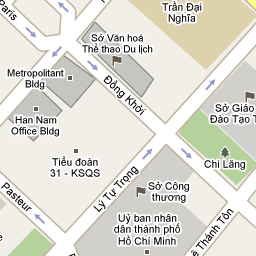 Paris
Trần Đại
Nghĩa
Sở Văn hoá
Thể thao Du lịch
Metropolitant
Bldg
Đồng Khởi
Sở Giáo
Đào Tạo T
Han Nam
Office Bldg
Tiểu đoàn
31 - KSQS
Chi Lăng
Pasteur
Lý Tự Trọng
Sở Công
thương
Uỷ ban nhân
dân thành phố
Hồ Chí Minh
ê Thánh Tôn